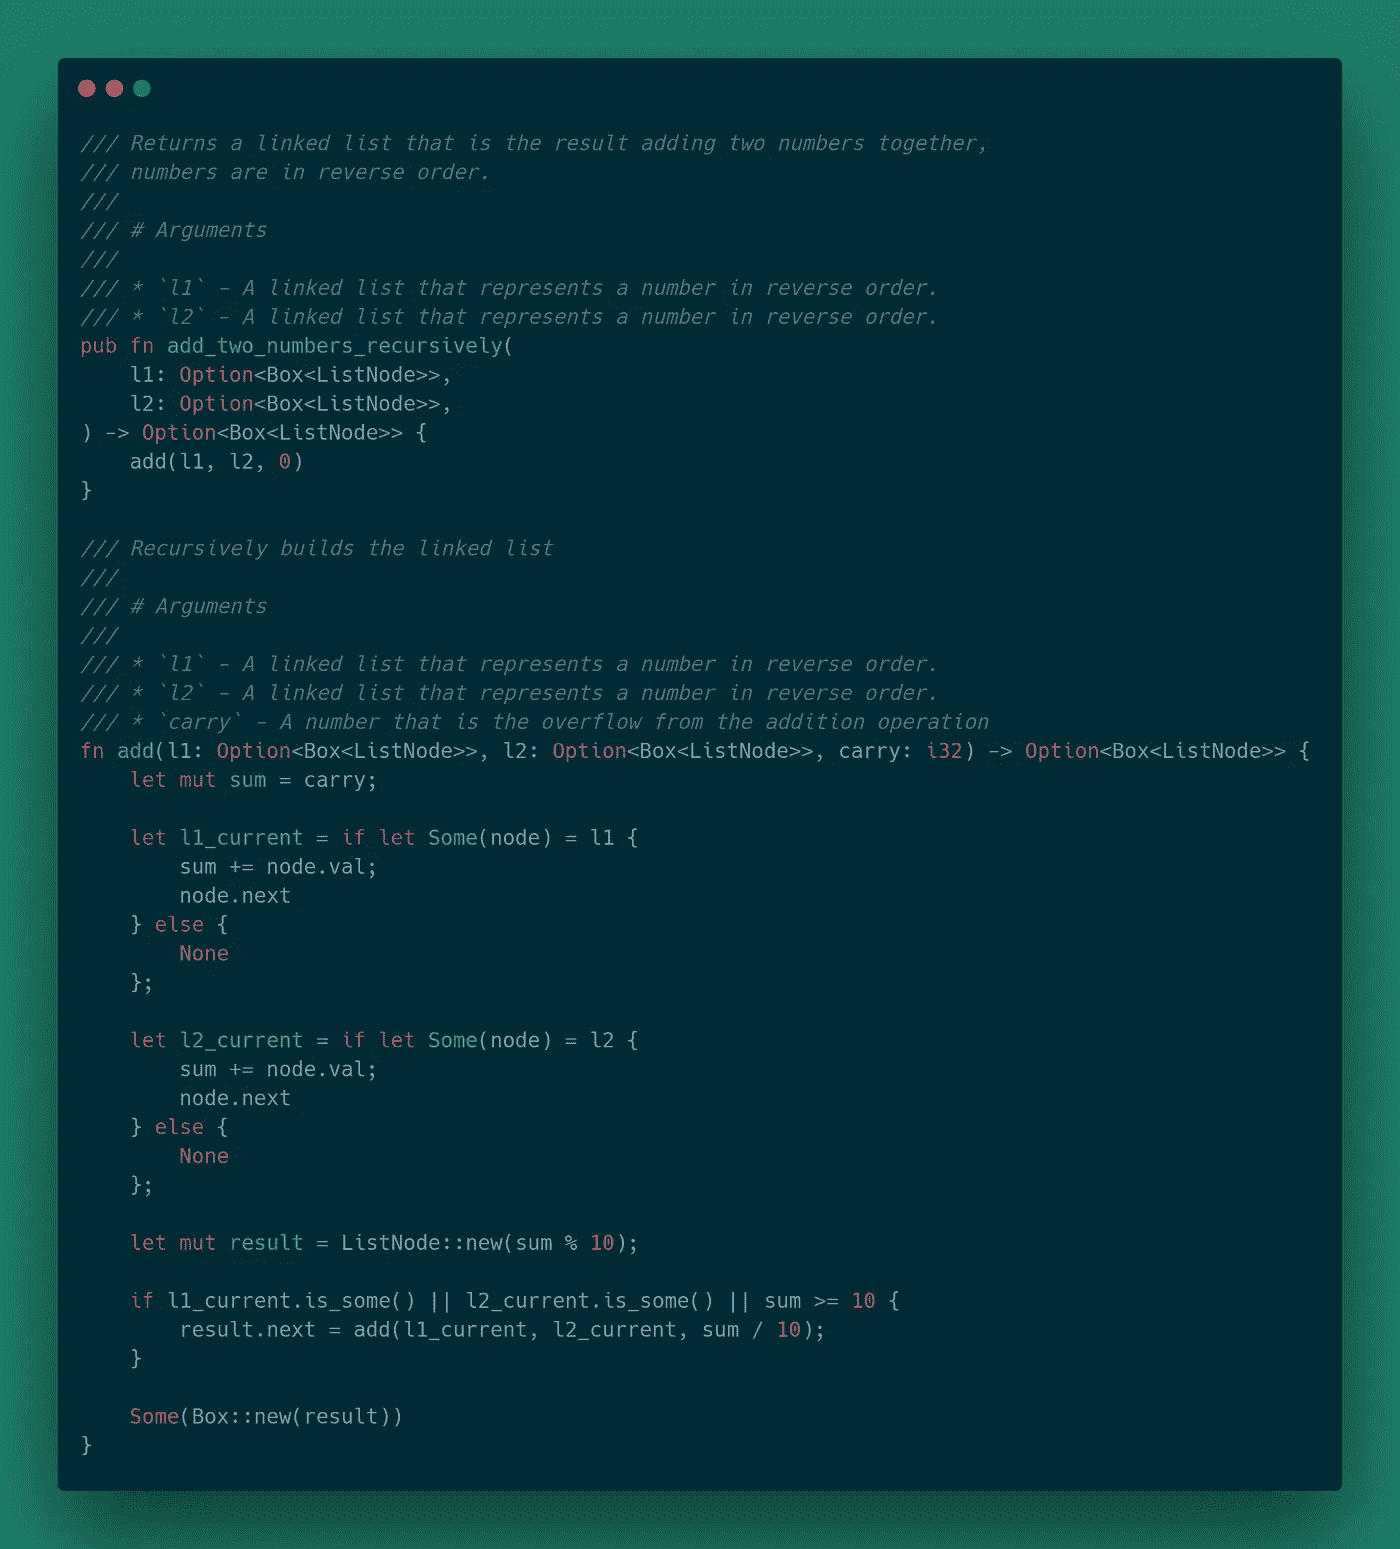 /// Returns a linked list that is the result adding two numbers together,
/// numbers are in reverse order.
///
/// # Arguments
///
/// * `l1` - A linked list that represents a number in reverse order.
/// * `l2` - A linked list that represents a number in reverse order.
pub fn add_two_numbers_recursively(
    l1: Option<Box<ListNode>>,
    l2: Option<Box<ListNode>>,
) -> Option<Box<ListNode>> {
    add(l1, l2, 0)
}

/// Recursively builds the linked list
///
/// # Arguments
///
/// * `l1` - A linked list that represents a number in reverse order.
/// * `l2` - A linked list that represents a number in reverse order.
/// * `carry` - A number that is the overflow from the addition operation
fn add(l1: Option<Box<ListNode>>, l2: Option<Box<ListNode>>, carry: i32) -> Option<Box<ListNode>> {
    let mut sum = carry;

    let l1_current = if let Some(node) = l1 {
        sum += node.val;
        node.next
    } else {
        None
    };

    let l2_current = if let Some(node) = l2 {
        sum += node.val;
        node.next
    } else {
        None
    };

    let mut result = ListNode::new(sum % 10);

    if l1_current.is_some() || l2_current.is_some() || sum >= 10 {
        result.next = add(l1_current, l2_current, sum / 10);
    }

    Some(Box::new(result))
}